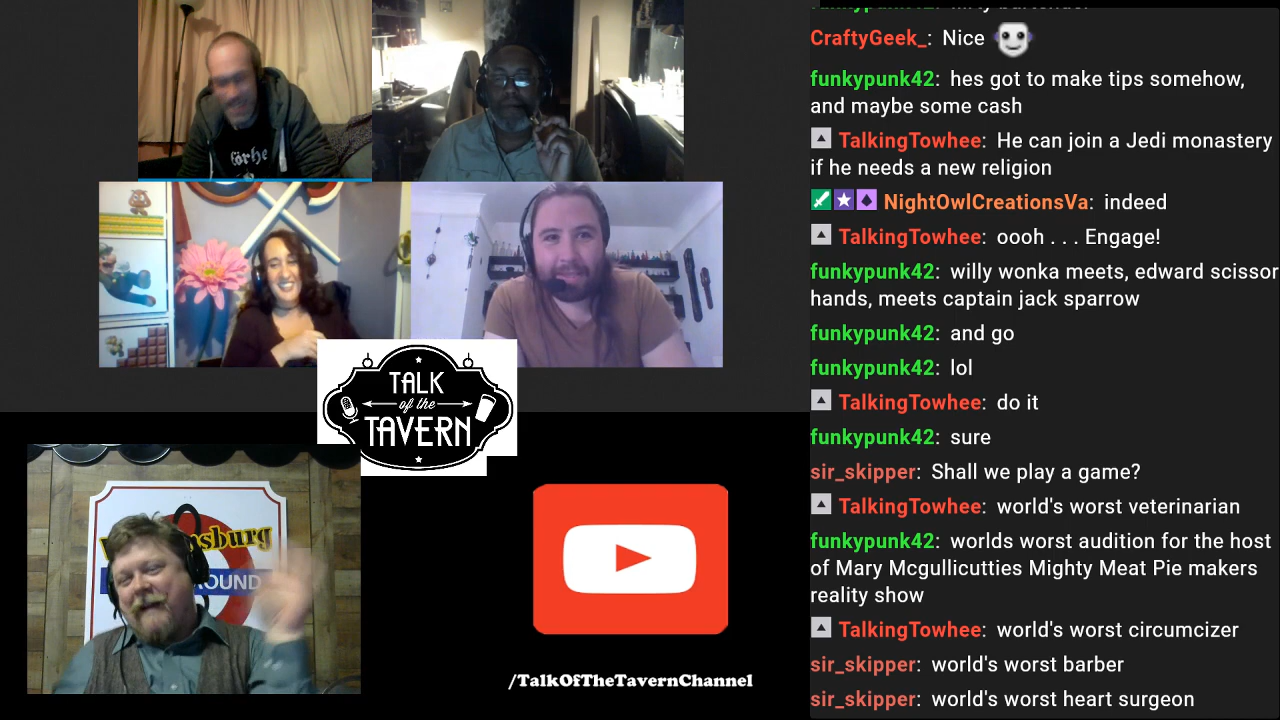 CraftyGeek_: Nice
funkypunk42: hes got to make tips somehow,
and maybe some cash
TalkingTowhee: He can join a Jedi monastery
if he needs a new religion
NightOwlCreationsVa: indeed
TalkingTowhee: oooh . . . Engage!
funkypunk42: willy wonka meets, edward scissor
hands, meets captain jack sparrow
funkypunk42: and go
funkypunk42: lol
TalkingTowhee: do it
funkypunk42: sure
sir_skipper: Shall we play a game?
TalkingTowhee: world's worst veterinarian
funkypunk42: worlds worst audition for the host
of Mary Mcgullicutties Mighty Meat Pie makers
reality show
TalkingTowhee: world's worst circumcizer
sir_skipper: world's worst barber
sir_skipper: world's worst heart surgeon
TALK
of the
TAVERN
/TalkOfTheTavernChannel